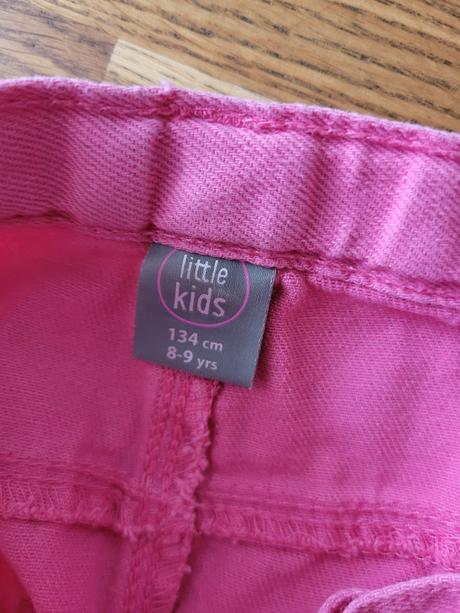 little
kids
134 cm
8-9 yrs